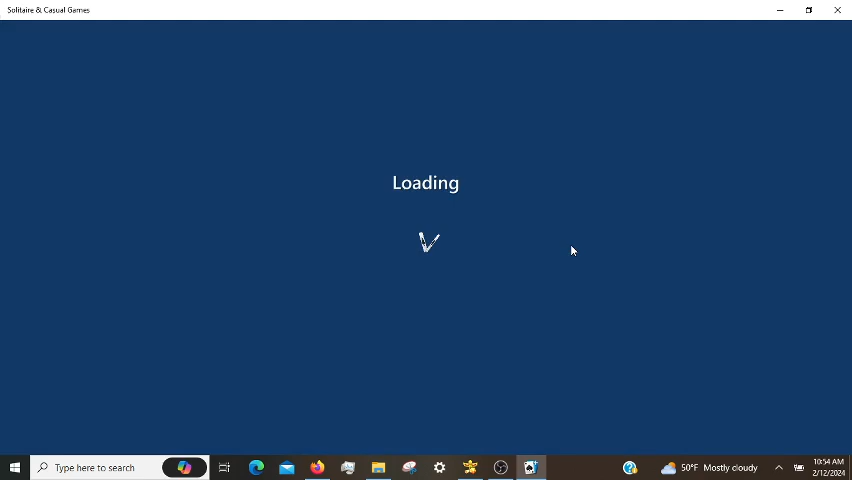 Solitaire & Casual Games
Loading
Type here to search
50°F Mostly cloudy
10:54 AM
2/12/2024